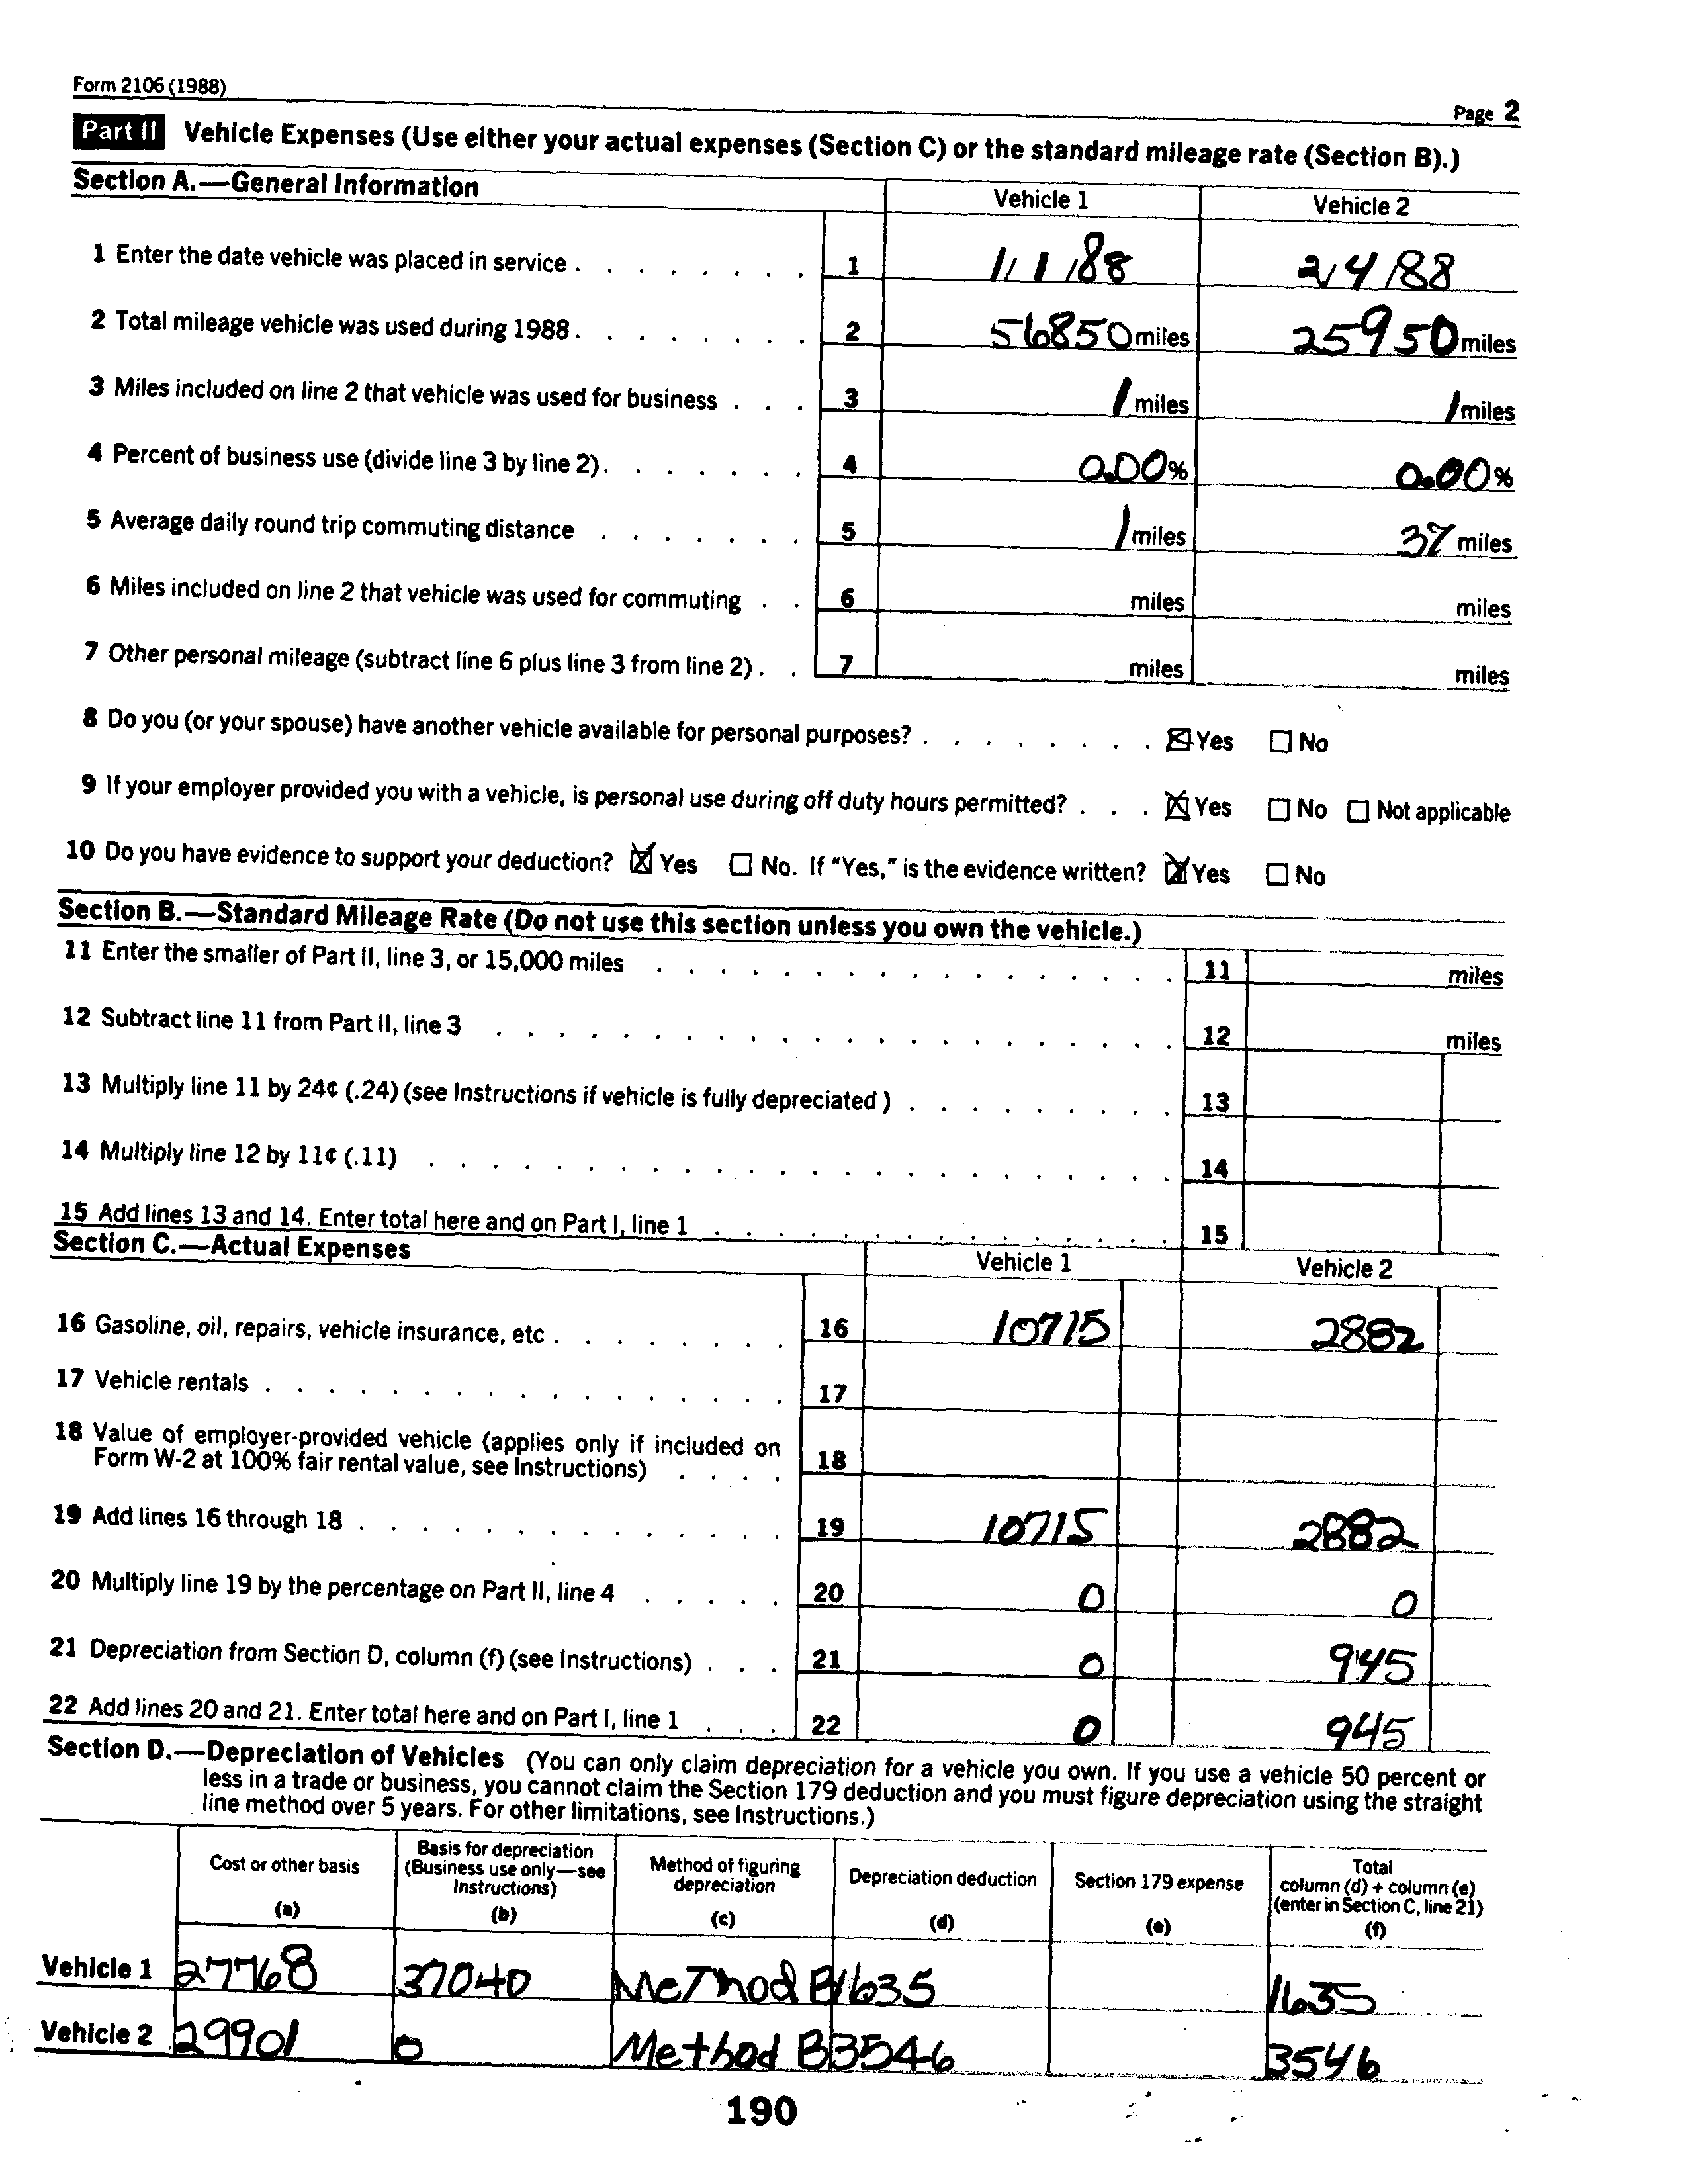 Form 2106 (1988)
Page 2
Part II Vehicle Expenses (Use either your actual expenses (Section C) or the standard mileage rate (Section B).)
Section A.—General Information
Vehicle 1 Vehicle 2
1 Enter the date vehicle was placed in service . . . . . . . . 1 1/1/88 2/4/88
2 Total mileage vehicle was used during 1988 . . . . . . . . 2 56850 miles 25950 miles
3 Miles included on line 2 that vehicle was used for business . . . 3 1 miles 1 miles
4 Percent of business use (divide line 3 by line 2) . . . . . . . 4 0.00% 0.00%
5 Average daily round trip commuting distance . . . . . . . 5 1 miles 37 miles
6 Miles included on line 2 that vehicle was used for commuting . . 6 miles miles
7 Other personal mileage (subtract line 6 plus line 3 from line 2) . . 7 miles miles
8 Do you (or your spouse) have another vehicle available for personal purposes? . . . . . . . . ☒ Yes ☐ No
9 If your employer provided you with a vehicle, is personal use during off duty hours permitted? . . . ☒ Yes ☐ No ☐ Not applicable
10 Do you have evidence to support your deduction? ☒ Yes ☐ No. If "Yes," is the evidence written? ☒ Yes ☐ No
Section B.—Standard Mileage Rate (Do not use this section unless you own the vehicle.)
11 Enter the smaller of Part II, line 3, or 15,000 miles . . . . . . . . . . . . . . . . . 11 miles
12 Subtract line 11 from Part II, line 3 . . . . . . . . . . . . . . . . . . . . . . 12 miles
13 Multiply line 11 by 24¢ (.24) (see Instructions if vehicle is fully depreciated ) . . . . . . . . . 13
14 Multiply line 12 by 11¢ (.11) . . . . . . . . . . . . . . . . . . . . . . . . 14
15 Add lines 13 and 14. Enter total here and on Part I, line 1 . . . . . . . . . . . . . . . 15
Section C.—Actual Expenses
Vehicle 1 Vehicle 2
16 Gasoline, oil, repairs, vehicle insurance, etc . . . . . . . . 16 10715 2882
17 Vehicle rentals . . . . . . . . . . . . . . . . . 17
18 Value of employer-provided vehicle (applies only if included on
Form W-2 at 100% fair rental value, see Instructions) . . . . 18
19 Add lines 16 through 18 . . . . . . . . . . . . . . 19 10715 2882
20 Multiply line 19 by the percentage on Part II, line 4 . . . . . 20 0 0
21 Depreciation from Section D, column (f) (see Instructions) . . . 21 0 945
22 Add lines 20 and 21. Enter total here and on Part I, line 1 . . . 22 0 945
Section D.—Depreciation of Vehicles (You can only claim depreciation for a vehicle you own. If you use a vehicle 50 percent or
less in a trade or business, you cannot claim the Section 179 deduction and you must figure depreciation using the straight
line method over 5 years. For other limitations, see Instructions.)
Cost or other basis
(a)
Basis for depreciation
(Business use only—see
Instructions)
(b)
Method of figuring
depreciation
(c)
Depreciation deduction
(d)
Section 179 expense
(e)
Total
column (d) + column (e)
(enter in Section C, line 21)
(f)
Vehicle 1 27768 37040 Method B 1635 1635
Vehicle 2 29901 0 Method B 3546 3546
190